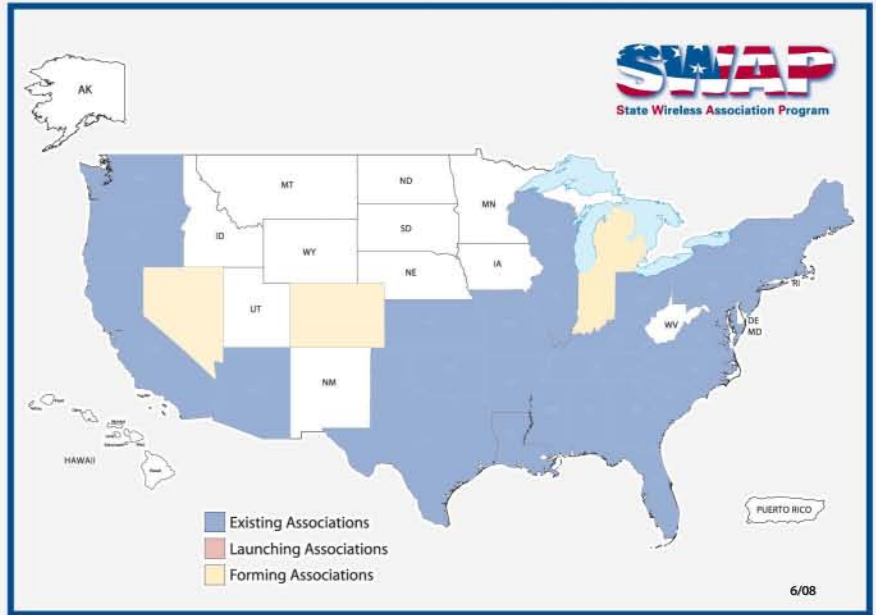 SWAP
State Wireless Association Program
AK
MT
ND
MN
ID
SD
WY
IA
NE
UT
WV
RI
DE
MD
NM
HAWAII
PUERTO RICO
Existing Associations
Launching Associations
Forming Associations
6/08